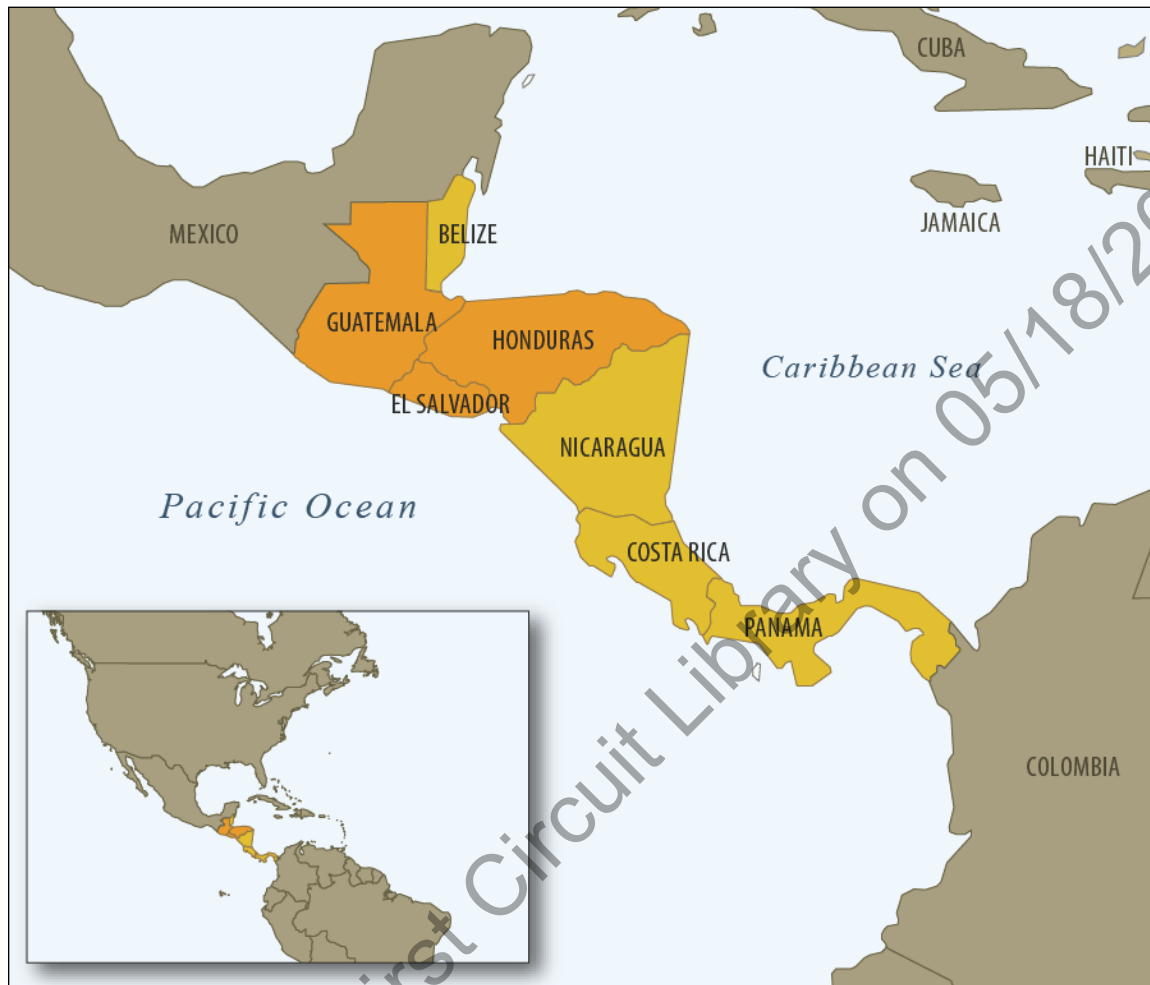 CUBA
HAITI
MEXICO
BELIZE
JAMAICA
GUATEMALA
HONDURAS
Caribbean Sea
EL SALVADOR
NICARAGUA
Pacific Ocean
COSTA RICA
PANAMA
COLOMBIA
Circuit Library on 05/18/